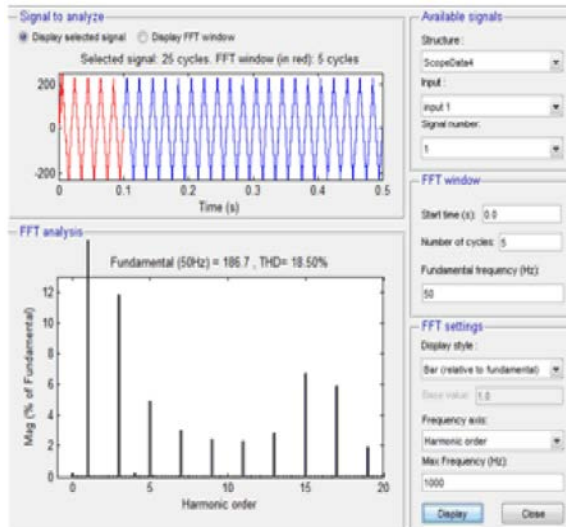 Signal to analyze
Display selected signal
Display FFT window
Selected signal: 25 cycles. FFT window (in red): 5 cycles
200
0
-200
0
0.1
0.2
0.3
0.4
0.5
Time (s)
FFT analysis
Fundamental (50Hz) = 186.7 , THD= 18.50%
Mag (% of Fundamental)
12
10
8
6
4
2
0
0
5
10
15
20
Harmonic order
Available signals
Structure :
ScopeData4
Input :
input 1
Signal number:
1
FFT window
Start time (s): 0.0
Number of cycles: 5
Fundamental frequency (Hz):
50
FFT settings
Display style :
Bar (relative to fundamental)
Base value: 1.0
Frequency axis:
Harmonic order
Max Frequency (Hz):
1000
Display
Close